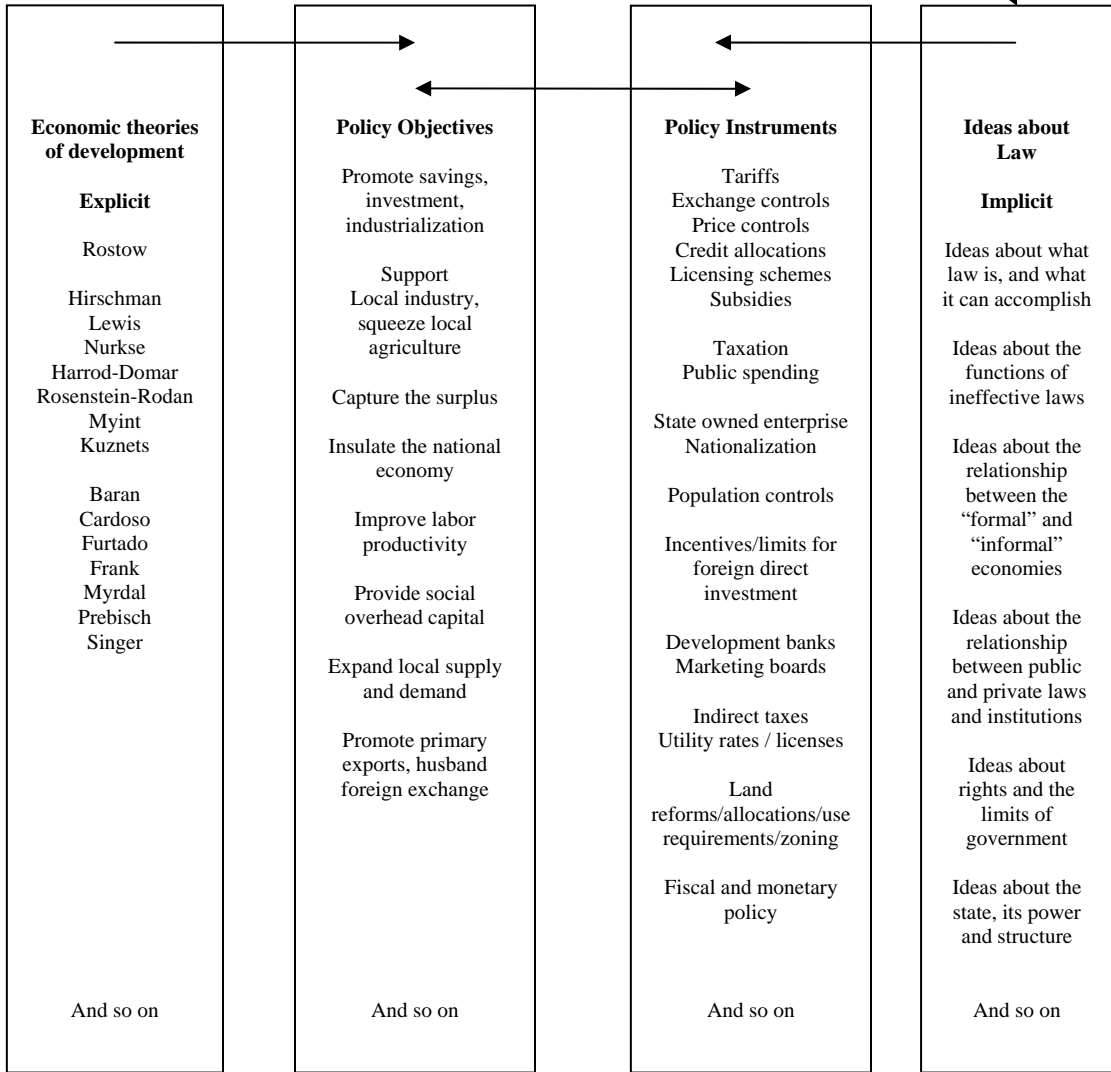 Economic theories
of development
Explicit
Rostow
Hirschman
Lewis
Nurkse
Harrod-Domar
Rosenstein-Rodan
Myint
Kuznets
Baran
Cardoso
Furtado
Frank
Myrdal
Prebisch
Singer
And so on
Policy Objectives
Promote savings,
investment,
industrialization
Support
Local industry,
squeeze local
agriculture
Capture the surplus
Insulate the national
economy
Improve labor
productivity
Provide social
overhead capital
Expand local supply
and demand
Promote primary
exports, husband
foreign exchange
And so on
Policy Instruments
Tariffs
Exchange controls
Price controls
Credit allocations
Licensing schemes
Subsidies
Taxation
Public spending
State owned enterprise
Nationalization
Population controls
Incentives/limits for
foreign direct
investment
Development banks
Marketing boards
Indirect taxes
Utility rates / licenses
Land
reforms/allocations/use
requirements/zoning
Fiscal and monetary
policy
And so on
Ideas about
Law
Implicit
Ideas about what
law is, and what
it can accomplish
Ideas about the
functions of
ineffective laws
Ideas about the
relationship
between the
“formal” and
“informal”
economies
Ideas about the
relationship
between public
and private laws
and institutions
Ideas about
rights and the
limits of
government
Ideas about the
state, its power
and structure
And so on